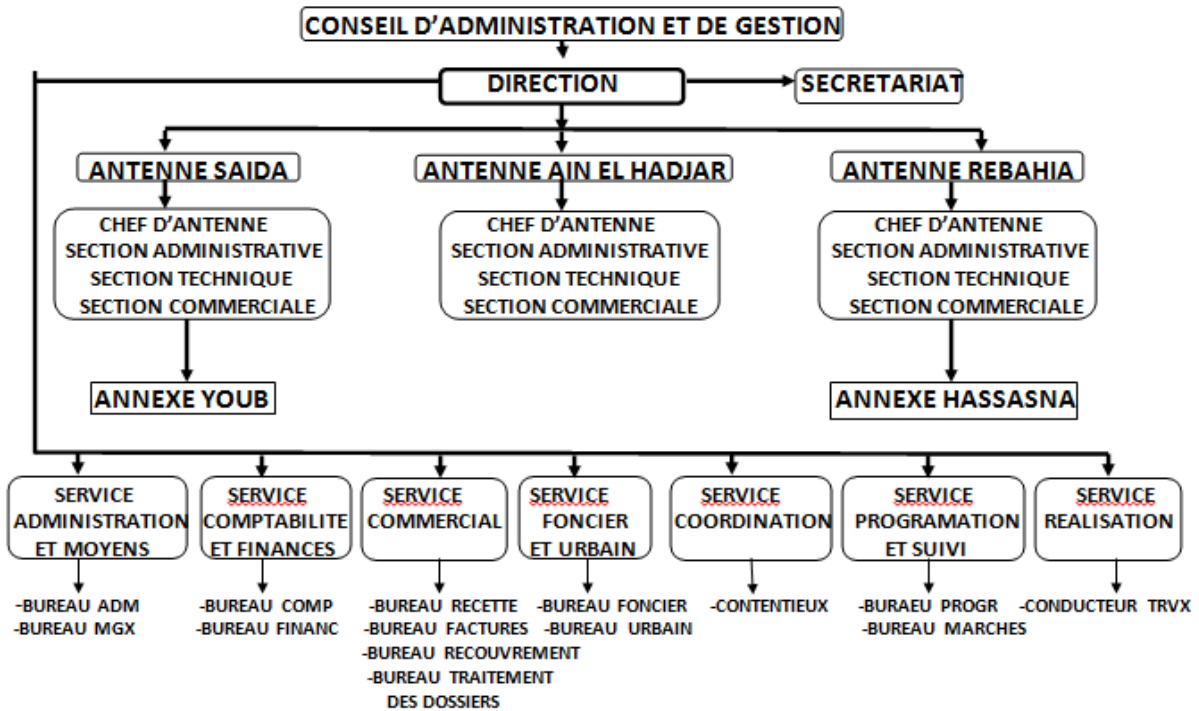 CONSEIL D'ADMINISTRATION ET DE GESTION
DIRECTION
SECRETARIAT
ANTENNE SAIDA
ANTENNE AIN EL HADJAR
ANTENNE REBAHIA
CHEF D'ANTENNE
SECTION ADMINISTRATIVE
SECTION TECHNIQUE
SECTION COMMERCIALE
CHEF D'ANTENNE
SECTION ADMINISTRATIVE
SECTION TECHNIQUE
SECTION COMMERCIALE
CHEF D'ANTENNE
SECTION ADMINISTRATIVE
SECTION TECHNIQUE
SECTION COMMERCIALE
ANNEXE YOUB
ANNEXE HASSASNA
SERVICE
ADMINISTRATION
ET MOYENS
SERVICE
COMPTABILITE
ET FINANCES
SERVICE
COMMERCIAL
SERVICE
FONCIER
ET URBAIN
SERVICE
COORDINATION
SERVICE
PROGRAMATION
ET SUIVI
SERVICE
REALISATION
-BUREAU ADM
-BUREAU MGX
-BUREAU COMP
-BUREAU FINANC
-BUREAU RECETTE
-BUREAU FACTURES
-BUREAU RECOUVREMENT
-BUREAU TRAITEMENT
DES DOSSIERS
-BUREAU FONCIER
-BUREAU URBAIN
-CONTENTIEUX
-BURAEU PROGR
-BUREAU MARCHES
-CONDUCTEUR TRVX